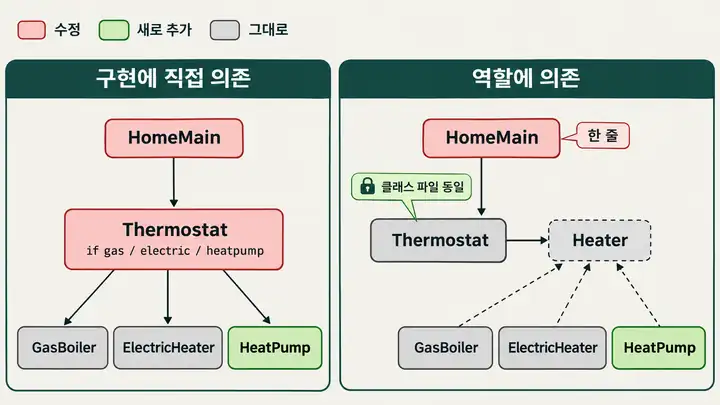 수정
새로 추가
그대로
구현에 직접 의존
HomeMain
Thermostat
if gas / electric / heatpump
GasBoiler
ElectricHeater
HeatPump
역할에 의존
HomeMain
한 줄
클래스 파일 동일
Thermostat
Heater
GasBoiler
ElectricHeater
HeatPump